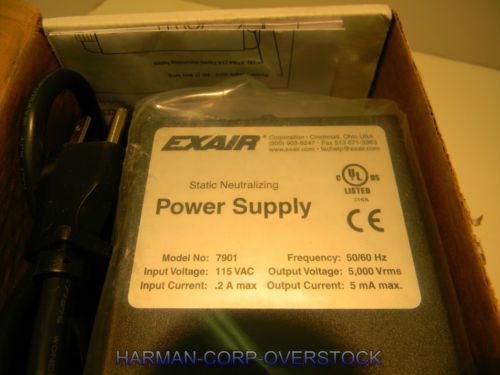 EXAIR® Corporation • Cincinnati, Ohio USA
(800) 903-9247 • Fax 513 671-3363
www.exair.com • techelp@exair.com
Static Neutralizing
Power Supply
C UL US
LISTED
CE
Model No: 7901 Frequency: 50/60 Hz
Input Voltage: 115 VAC Output Voltage: 5,000 Vrms
Input Current: .2 A max Output Current: 5 mA max.
HARMAN-CORP-OVERSTOCK